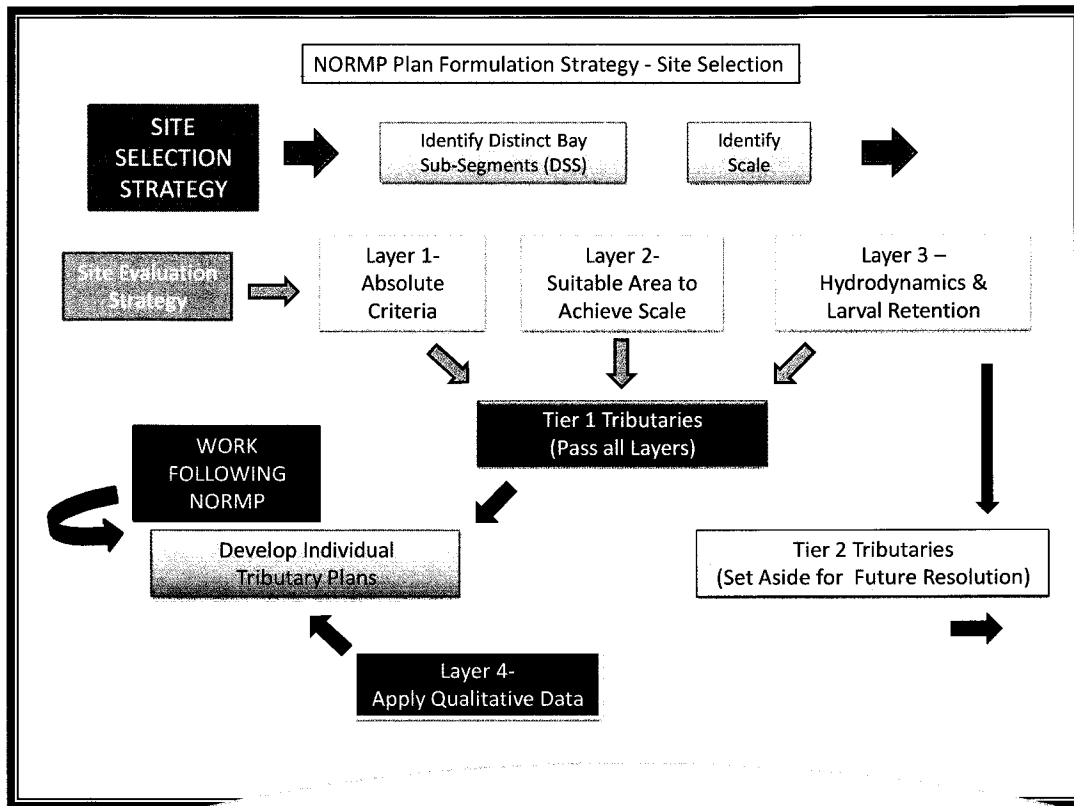 NORMP Plan Formulation Strategy - Site Selection
SITE
SELECTION
STRATEGY
Identify Distinct Bay
Sub-Segments (DSS)
Identify
Scale
Site Evaluation
Strategy
Layer 1-
Absolute
Criteria
Layer 2-
Suitable Area to
Achieve Scale
Layer 3 –
Hydrodynamics &
Larval Retention
Tier 1 Tributaries
(Pass all Layers)
WORK
FOLLOWING
NORMP
Develop Individual
Tributary Plans
Tier 2 Tributaries
(Set Aside for Future Resolution)
Layer 4-
Apply Qualitative Data